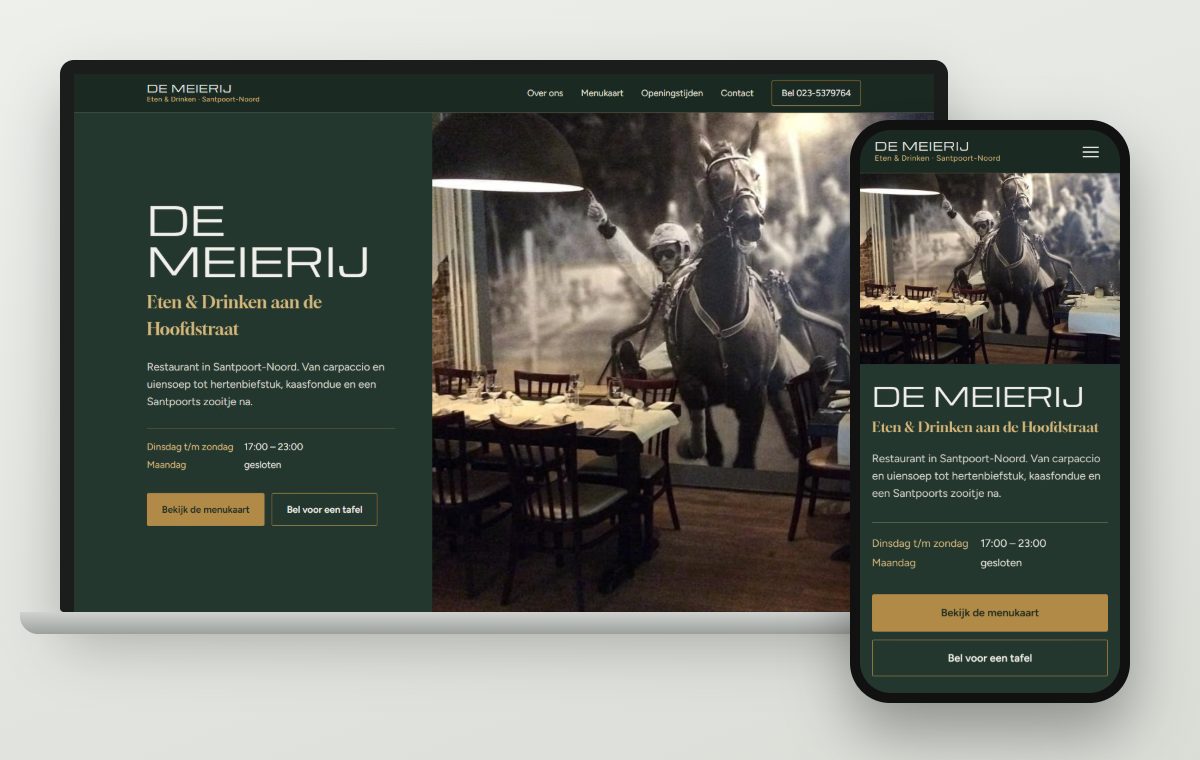 DE MEIERIJ
Eten & Drinken · Santpoort-Noord
Over ons Menukaart Openingstijden Contact Bel 023-5379764
DE
MEIERIJ
Eten & Drinken aan de
Hoofdstraat
Restaurant in Santpoort-Noord. Van carpaccio en
uiensoep tot hertenbiefstuk, kaasfondue en een
Santpoorts zooitje na.
Dinsdag t/m zondag 17:00 – 23:00
Maandag gesloten
Bekijk de menukaart Bel voor een tafel
DE MEIERIJ
Eten & Drinken · Santpoort-Noord
DE MEIERIJ
Eten & Drinken aan de Hoofdstraat
Restaurant in Santpoort-Noord. Van carpaccio
en uiensoep tot hertenbiefstuk, kaasfondue en
een Santpoorts zooitje na.
Dinsdag t/m zondag 17:00 – 23:00
Maandag gesloten
Bekijk de menukaart
Bel voor een tafel